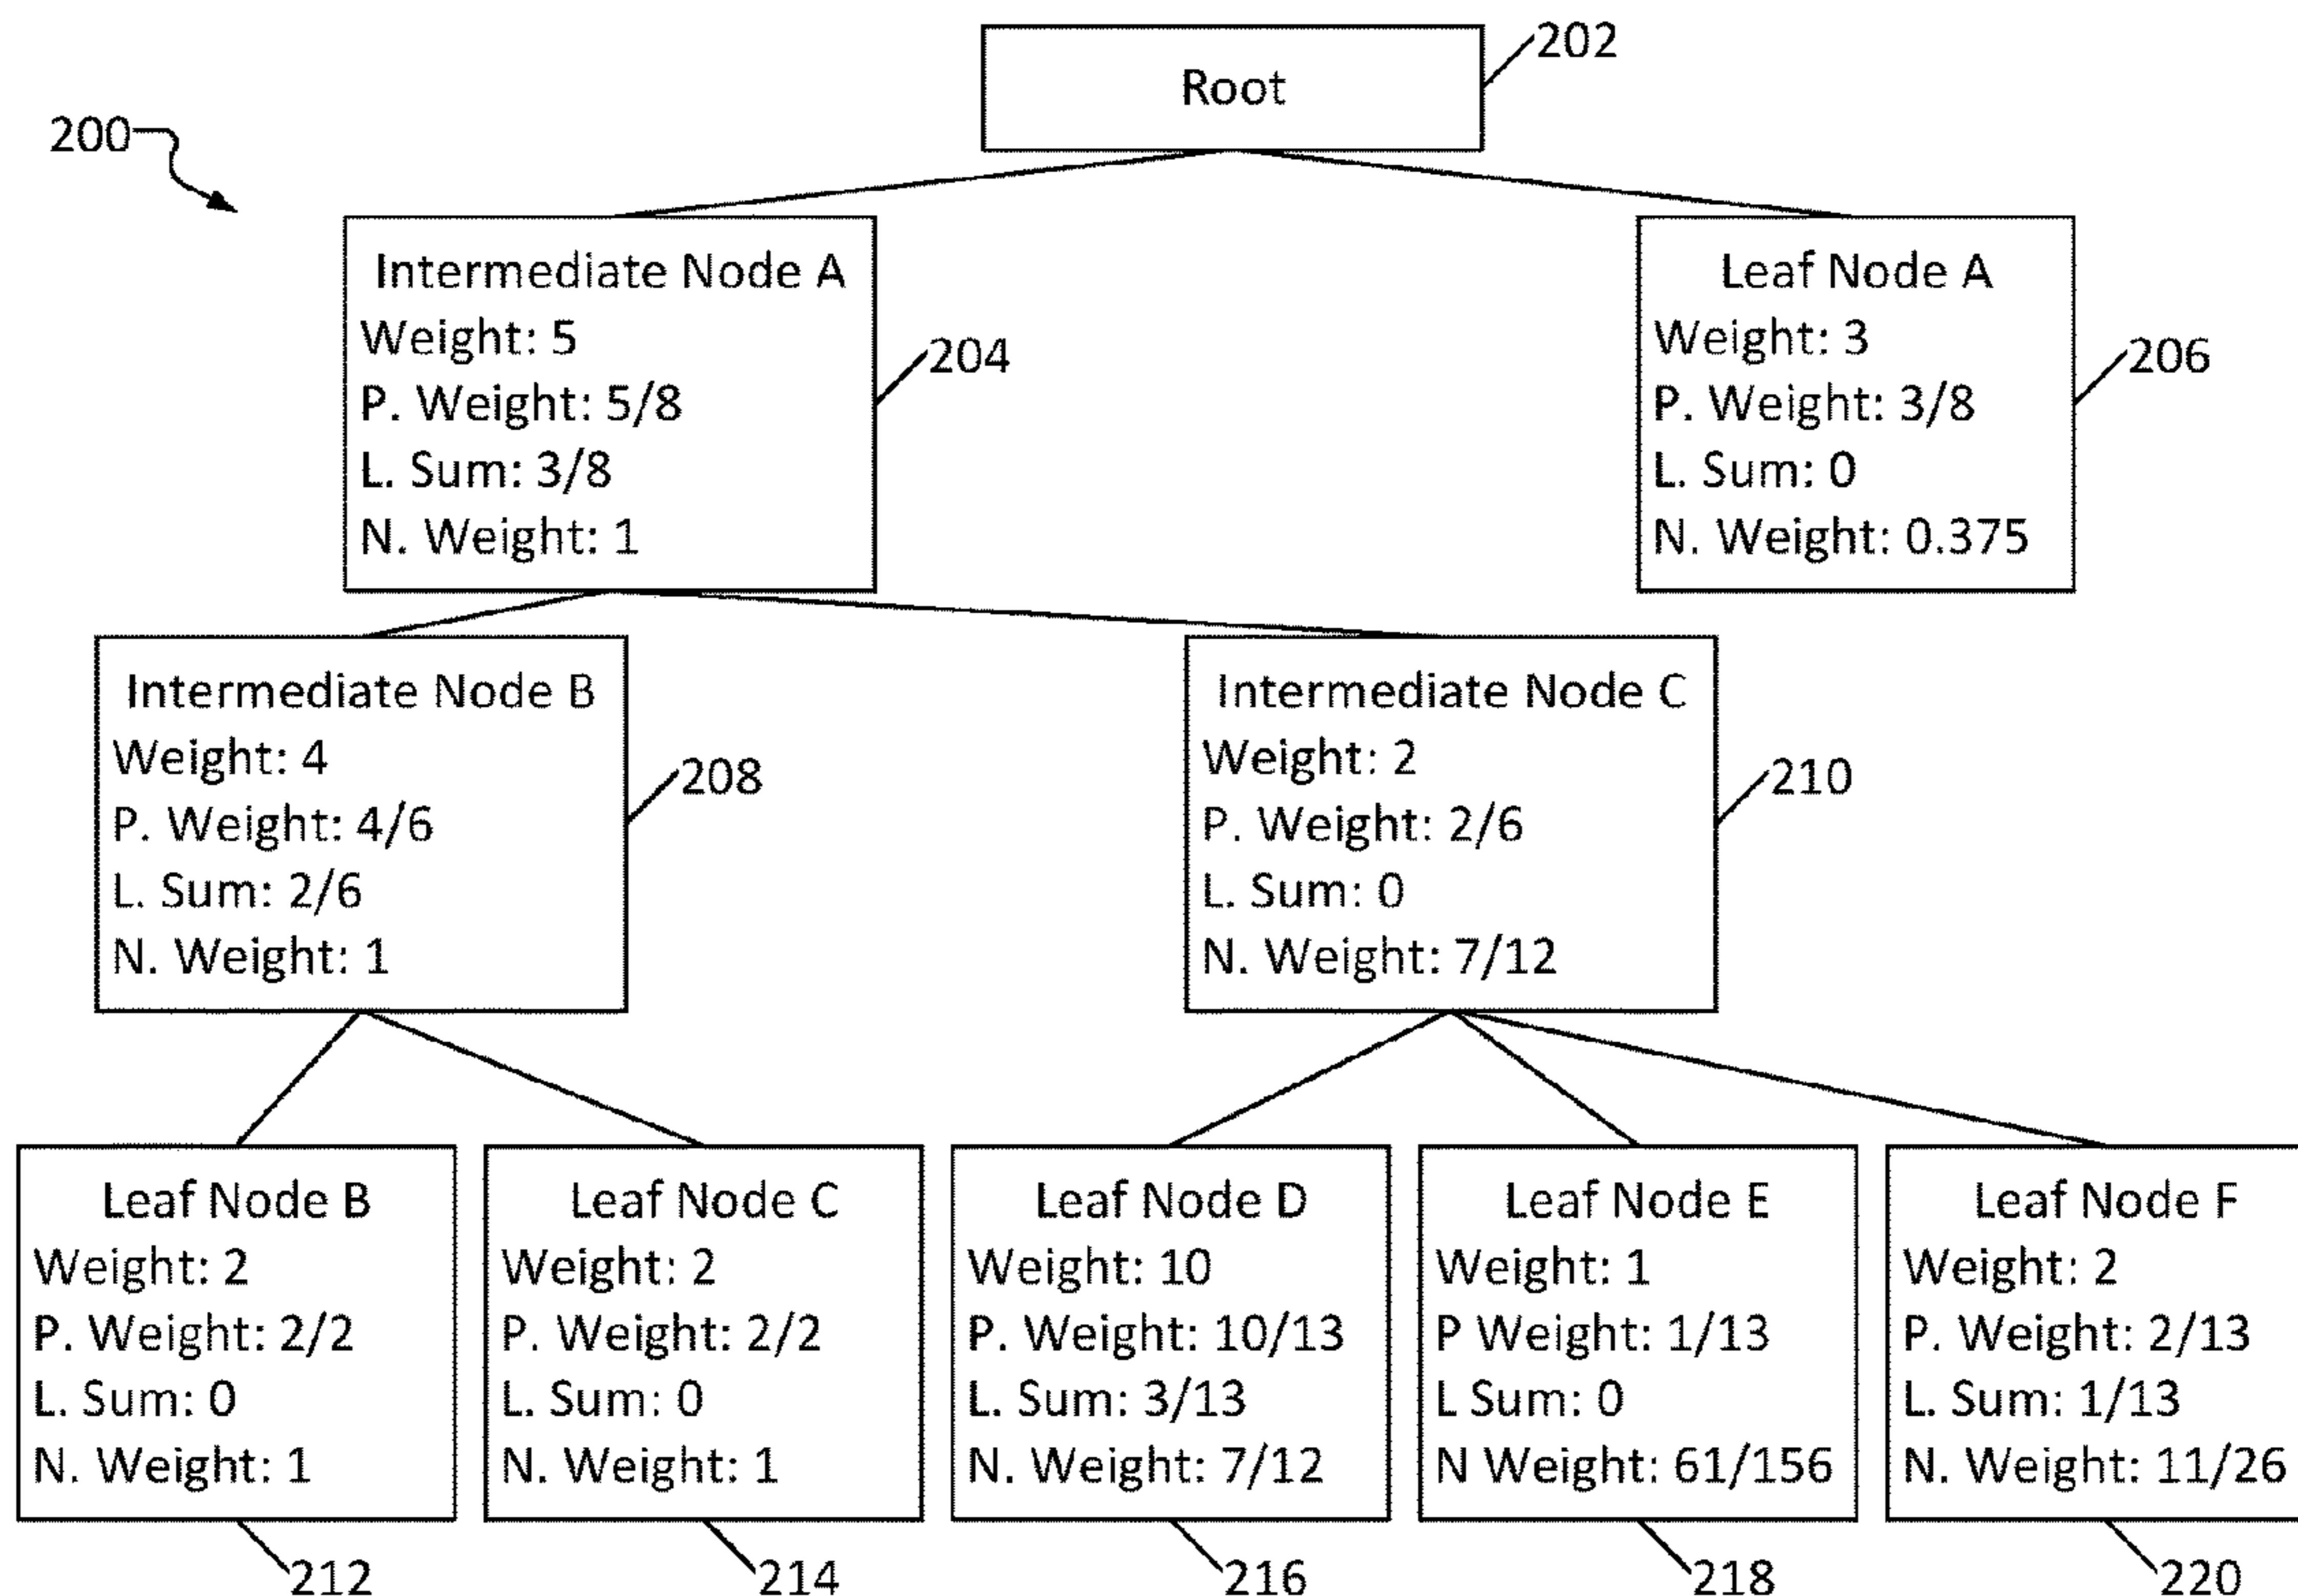 202
Root
200
Intermediate Node A
Weight: 5
P. Weight: 5/8
L. Sum: 3/8
N. Weight: 1
204
Leaf Node A
Weight: 3
P. Weight: 3/8
L. Sum: 0
N. Weight: 0.375
206
Intermediate Node B
Weight: 4
P. Weight: 4/6
L. Sum: 2/6
N. Weight: 1
208
Intermediate Node C
Weight: 2
P. Weight: 2/6
L. Sum: 0
N. Weight: 7/12
210
Leaf Node B
Weight: 2
P. Weight: 2/2
L. Sum: 0
N. Weight: 1
212
Leaf Node C
Weight: 2
P. Weight: 2/2
L. Sum: 0
N. Weight: 1
214
Leaf Node D
Weight: 10
P. Weight: 10/13
L. Sum: 3/13
N. Weight: 7/12
216
Leaf Node E
Weight: 1
P Weight: 1/13
L Sum: 0
N Weight: 61/156
218
Leaf Node F
Weight: 2
P. Weight: 2/13
L. Sum: 1/13
N. Weight: 11/26
220